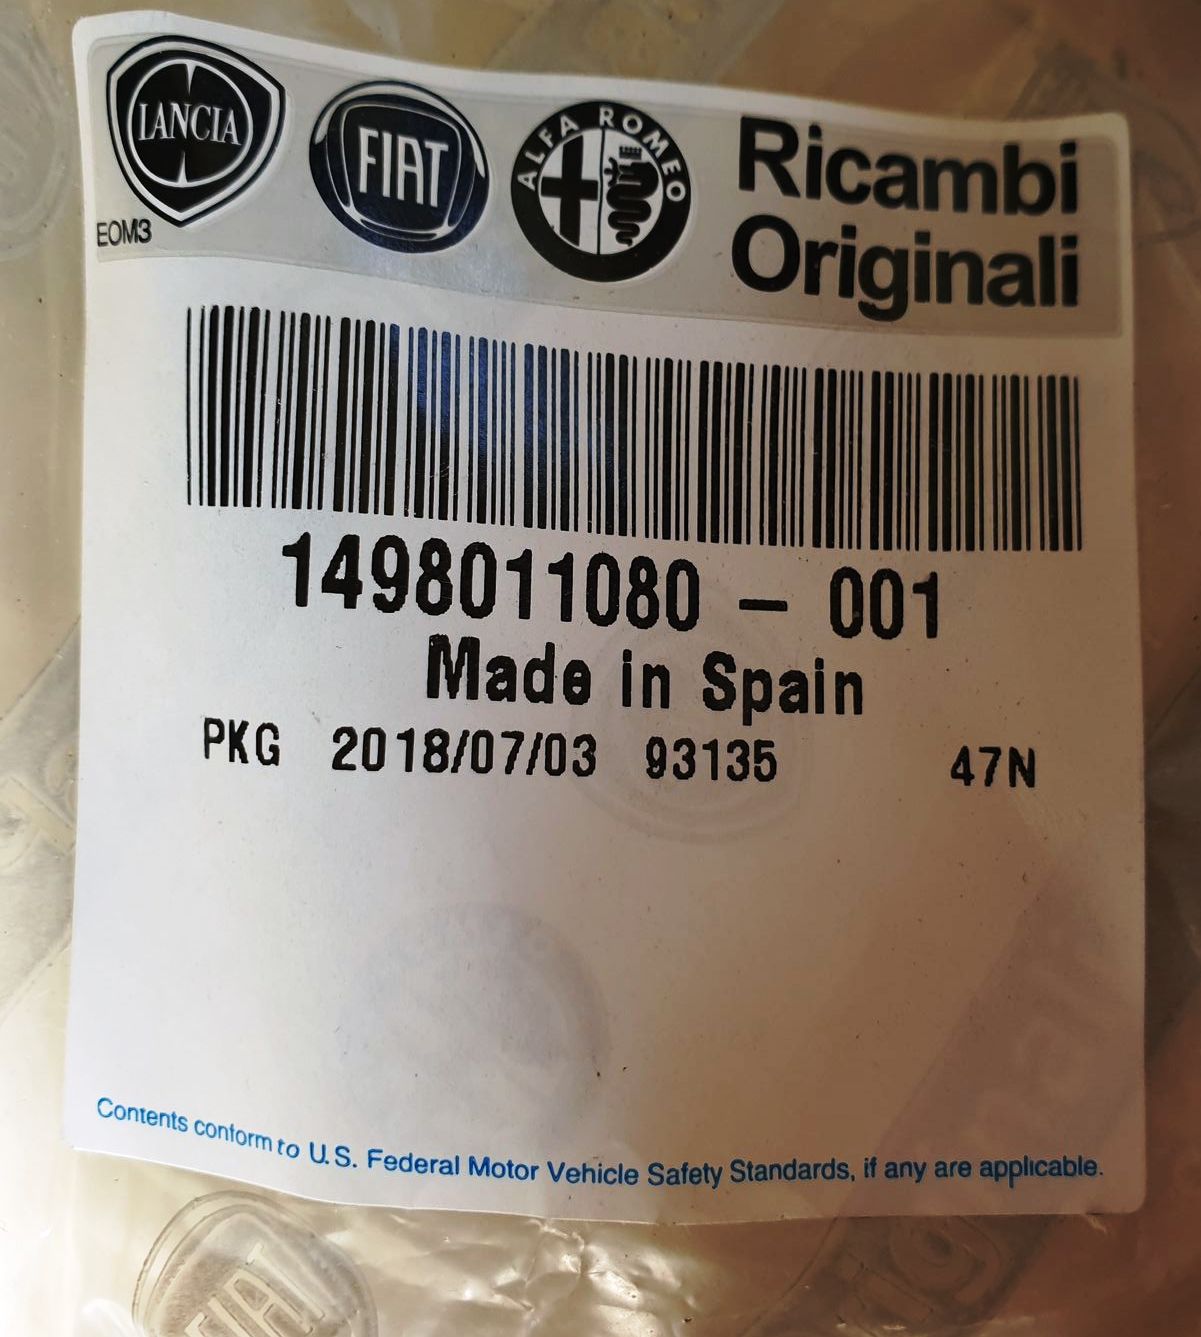 LANCIA
FIAT
ALFA ROMEO
Ricambi
Originali
EOM3
1498011080 – 001
Made in Spain
PKG 2018/07/03 93135 47N
Contents conform to U.S. Federal Motor Vehicle Safety Standards, if any are applicable.
FIAT